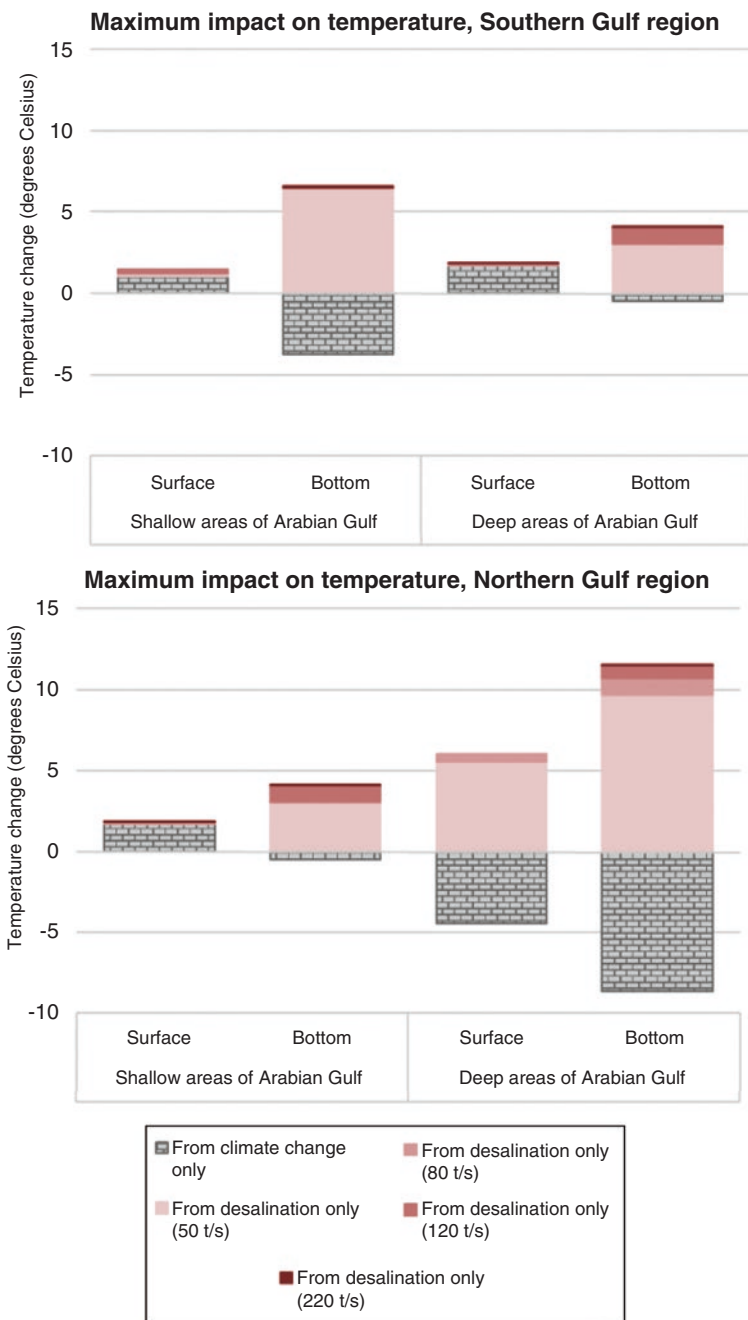 Maximum impact on temperature, Southern Gulf region
Temperature change (degrees Celsius)
15
10
5
0
-5
-10
Surface Bottom Surface Bottom
Shallow areas of Arabian Gulf Deep areas of Arabian Gulf
Maximum impact on temperature, Northern Gulf region
Temperature change (degrees Celsius)
15
10
5
0
-5
-10
Surface Bottom Surface Bottom
Shallow areas of Arabian Gulf Deep areas of Arabian Gulf
From climate change
only
From desalination only
(80 t/s)
From desalination only
(50 t/s)
From desalination only
(120 t/s)
From desalination only
(220 t/s)